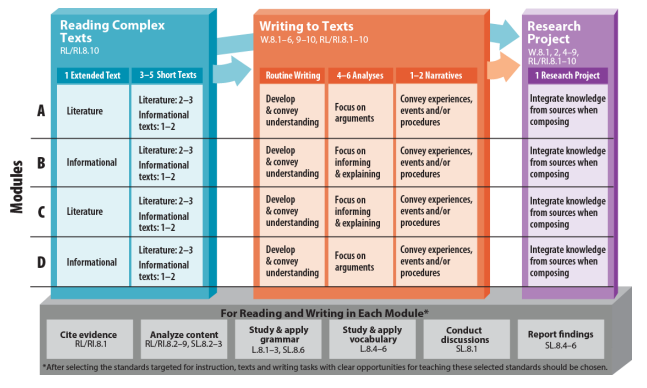 Reading Complex
Texts
RL/RI.8.10
Writing to Texts
W.8.1–6, 9–10, RL/RI.8.1–10
Research
Project
W.8.1, 2, 4–9,
RL/RI.8.1–10
1 Extended Text
3–5 Short Texts
Routine Writing
4–6 Analyses
1–2 Narratives
1 Research Project
Modules
A
Literature
Literature: 2–3
Informational
texts: 1–2
Develop
& convey
understanding
Focus on
arguments
Convey experiences,
events and/or
procedures
Integrate knowledge
from sources when
composing
B
Informational
Literature: 2–3
Informational
texts: 1–2
Develop
& convey
understanding
Focus on
informing
& explaining
Convey experiences,
events and/or
procedures
Integrate knowledge
from sources when
composing
C
Literature
Literature: 2–3
Informational
texts: 1–2
Develop
& convey
understanding
Focus on
informing
& explaining
Convey experiences,
events and/or
procedures
Integrate knowledge
from sources when
composing
D
Informational
Literature: 2–3
Informational
texts: 1–2
Develop
& convey
understanding
Focus on
arguments
Convey experiences,
events and/or
procedures
Integrate knowledge
from sources when
composing
For Reading and Writing in Each Module*
Cite evidence
RL/RI.8.1
Analyze content
RL/RI.8.2–9, SL.8.2–3
Study & apply
grammar
L.8.1–3, SL.8.6
Study & apply
vocabulary
L.8.4–6
Conduct
discussions
SL.8.1
Report findings
SL.8.4–6
*After selecting the standards targeted for instruction, texts and writing tasks with clear opportunities for teaching these selected standards should be chosen.